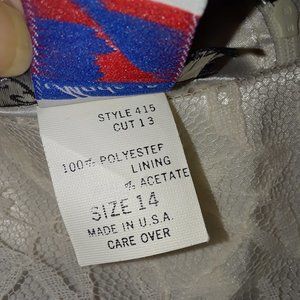 STYLE 415
CUT 13
100% POLYESTER
LINING
% ACETATE
SIZE 14
MADE IN U.S.A.
CARE OVER